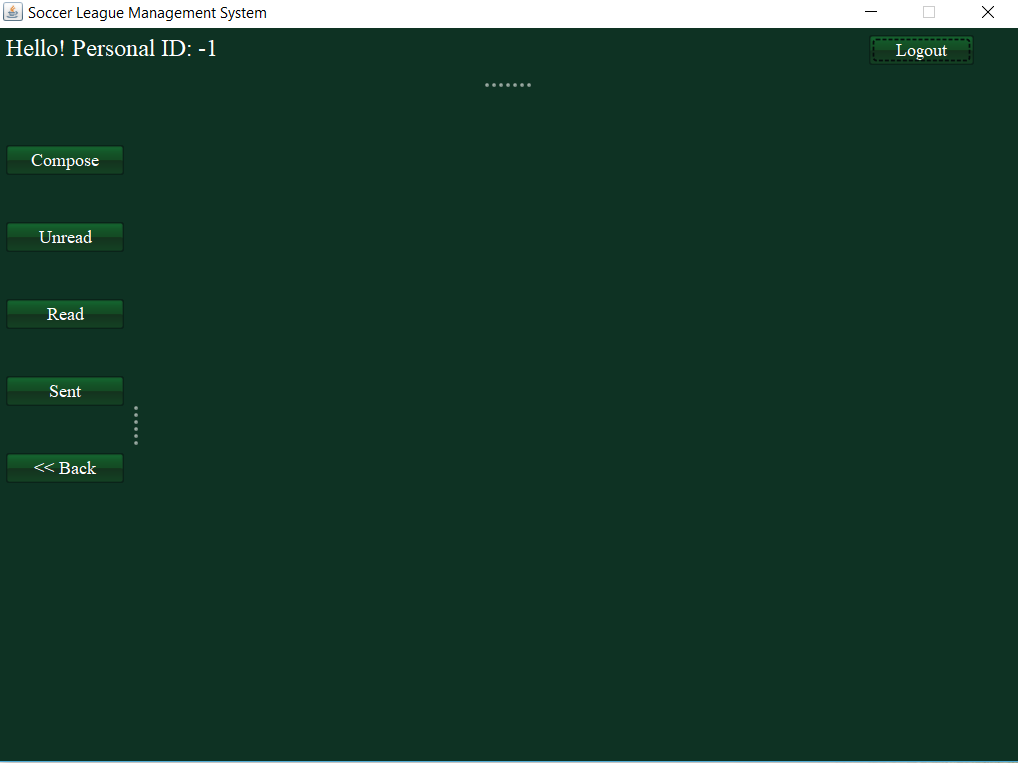 Soccer League Management System
Hello! Personal ID: -1
Logout
Compose
Unread
Read
Sent
<< Back